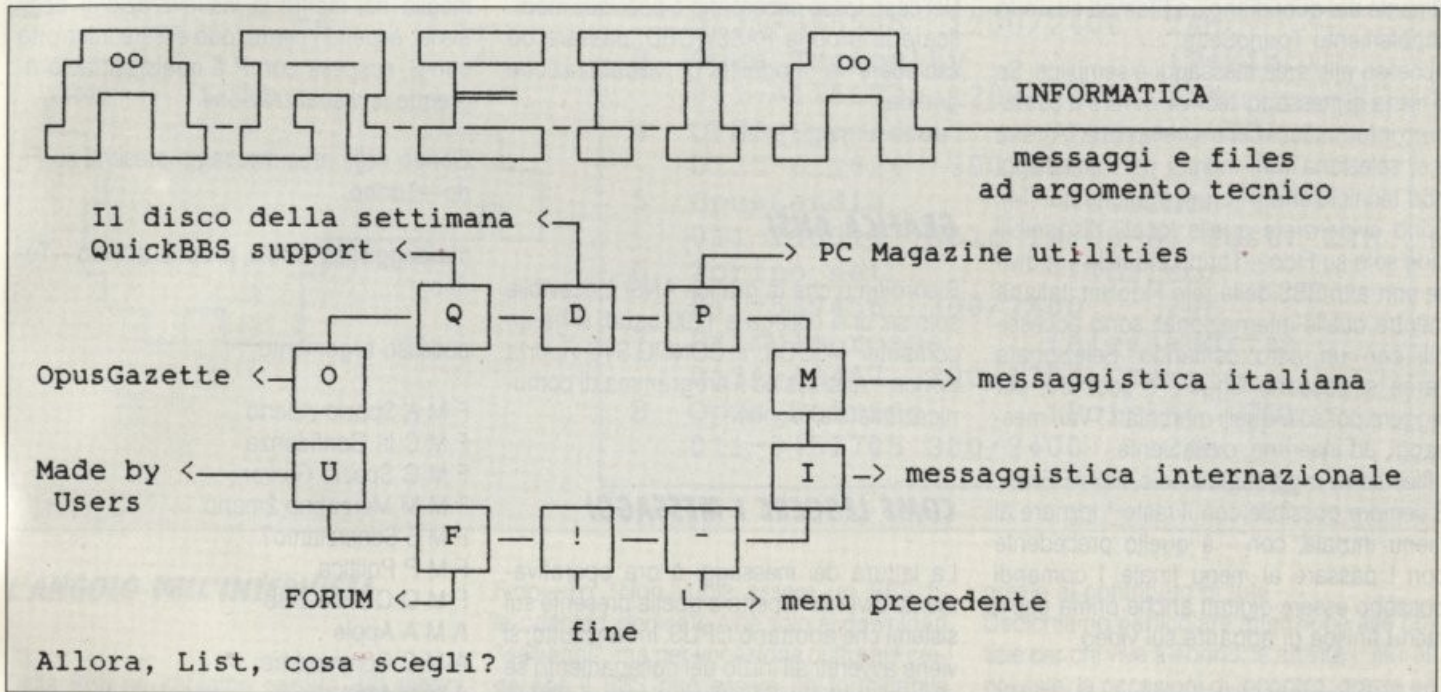 oo oo
INFORMATICA
messaggi e files
ad argomento tecnico
Il disco della settimana <
QuickBBS support <
> PC Magazine utilities
Q D P
OpusGazette < O M -> messaggistica italiana
Made by < U I -> messaggistica internazionale
Users
F ! -
FORUM < fine > menu precedente
Allora, List, cosa scegli?